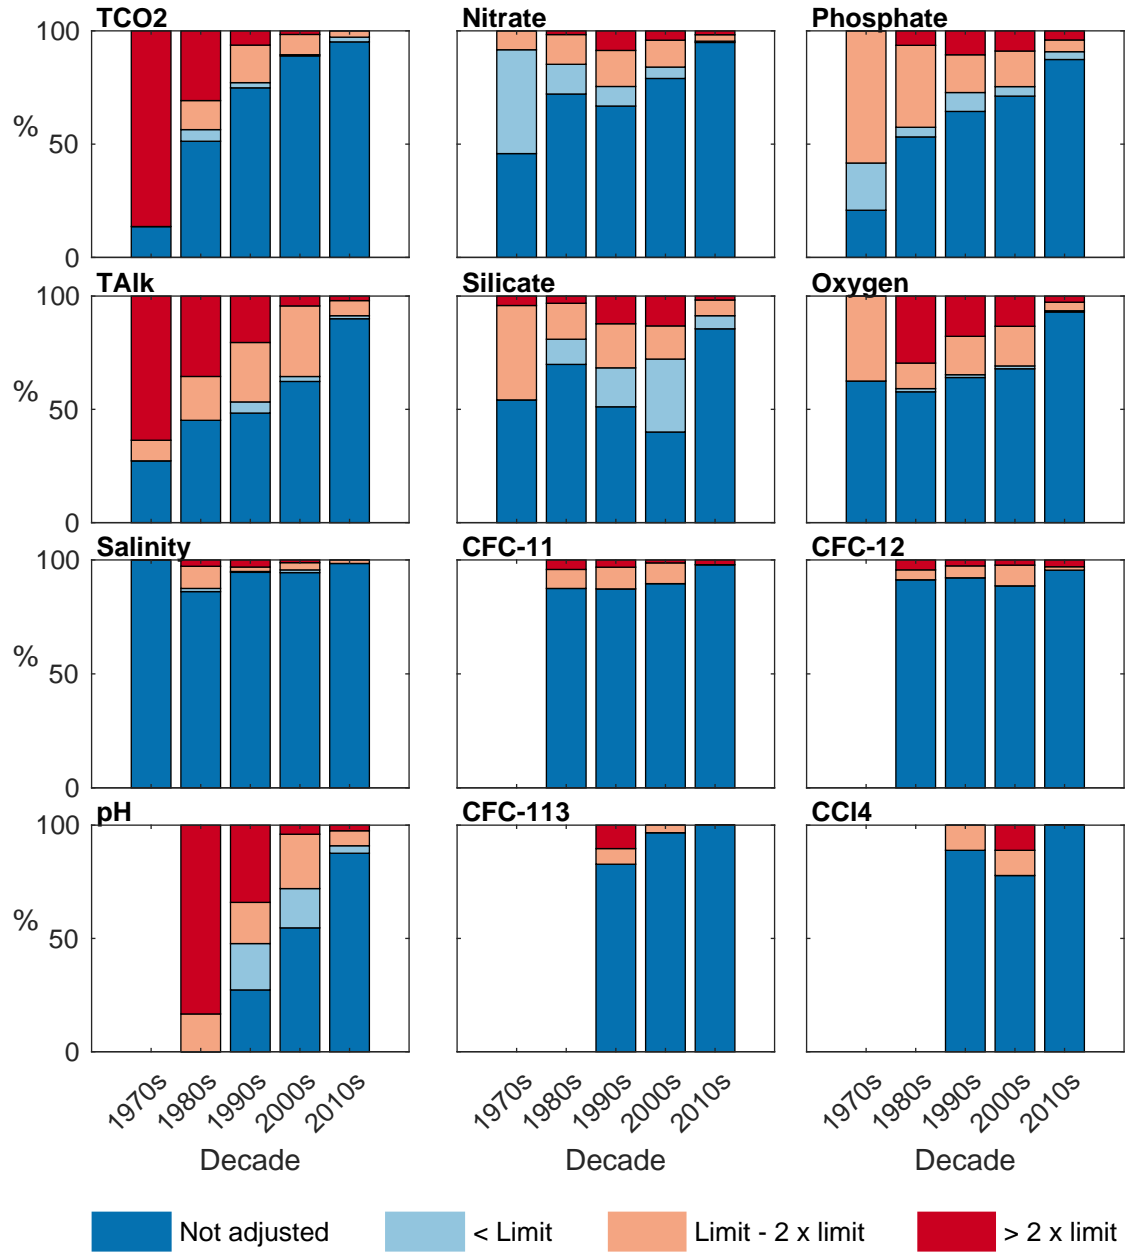 TCO2 Nitrate Phosphate
100
%
50
0
TAlk Silicate Oxygen
100
%
50
0
Salinity CFC-11 CFC-12
100
%
50
0
pH CFC-113 CCl4
100
%
50
0
1970s 1980s 1990s 2000s 2010s 1970s 1980s 1990s 2000s 2010s 1970s 1980s 1990s 2000s 2010s
Decade Decade Decade
Not adjusted < Limit Limit - 2 x limit > 2 x limit